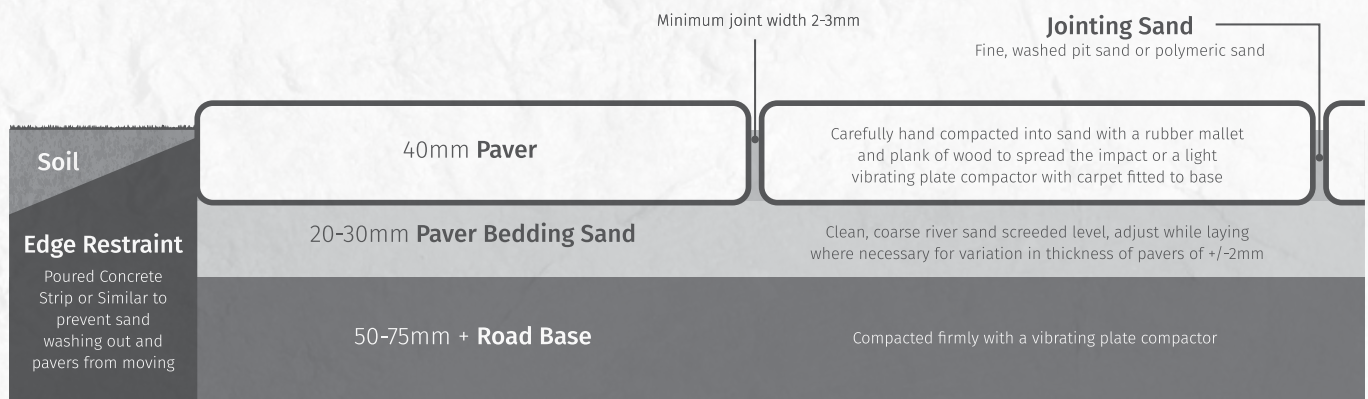 Minimum joint width 2-3mm
Jointing Sand
Fine, washed pit sand or polymeric sand
Soil
40mm Paver
Carefully hand compacted into sand with a rubber mallet
and plank of wood to spread the impact or a light
vibrating plate compactor with carpet fitted to base
Edge Restraint
Poured Concrete
Strip or Similar to
prevent sand
washing out and
pavers from moving
20-30mm Paver Bedding Sand
Clean, coarse river sand screeded level, adjust while laying
where necessary for variation in thickness of pavers of +/-2mm
50-75mm + Road Base
Compacted firmly with a vibrating plate compactor